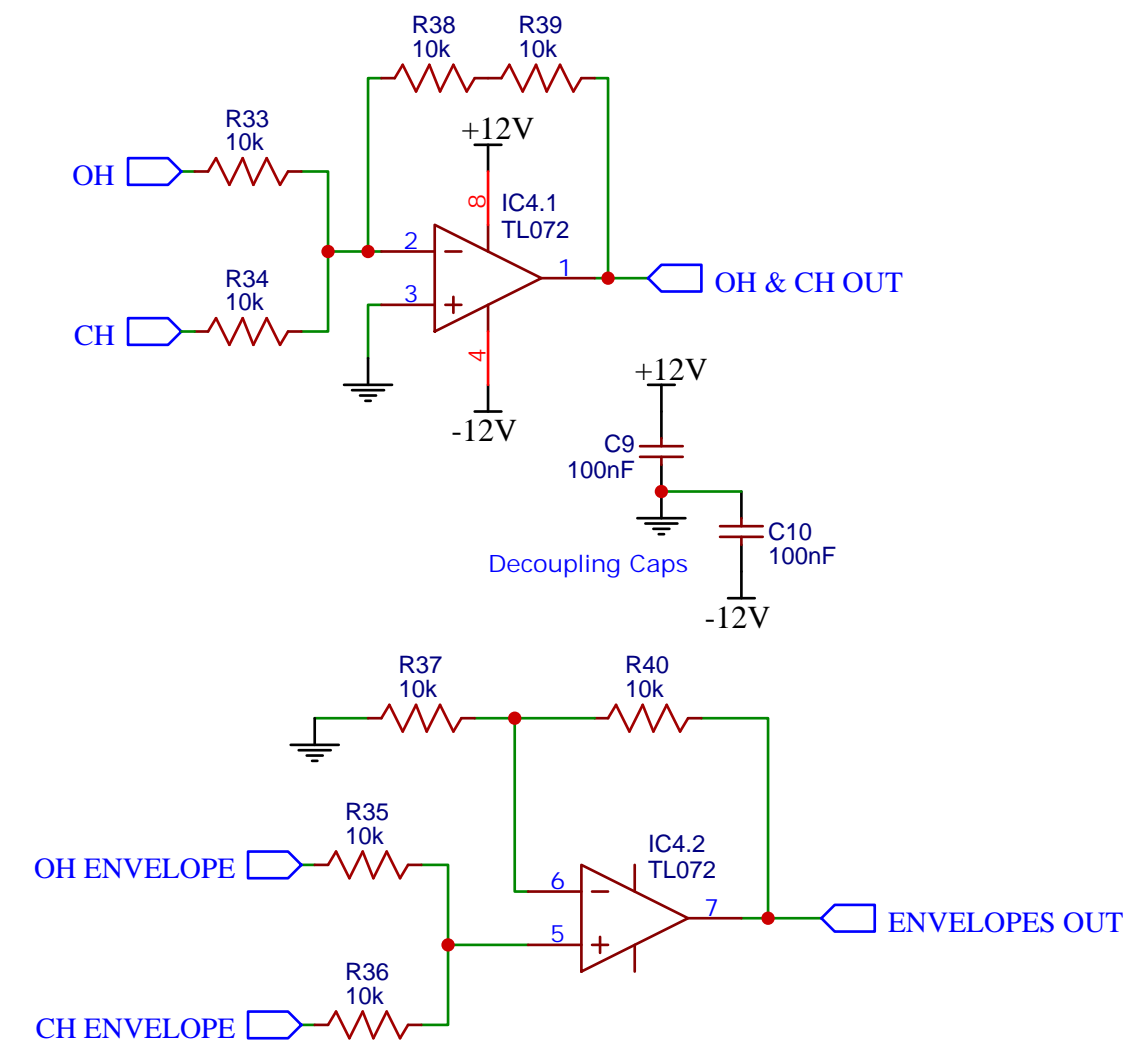 R38
10k
R39
10k
R33
10k
+12V
OH
8
IC4.1
TL072
2
1
R34
10k
3
OH & CH OUT
CH
4
+12V
-12V
C9
100nF
C10
100nF
Decoupling Caps
-12V
R37
10k
R40
10k
R35
10k
OH ENVELOPE
IC4.2
TL072
6
7
5
ENVELOPES OUT
R36
10k
CH ENVELOPE